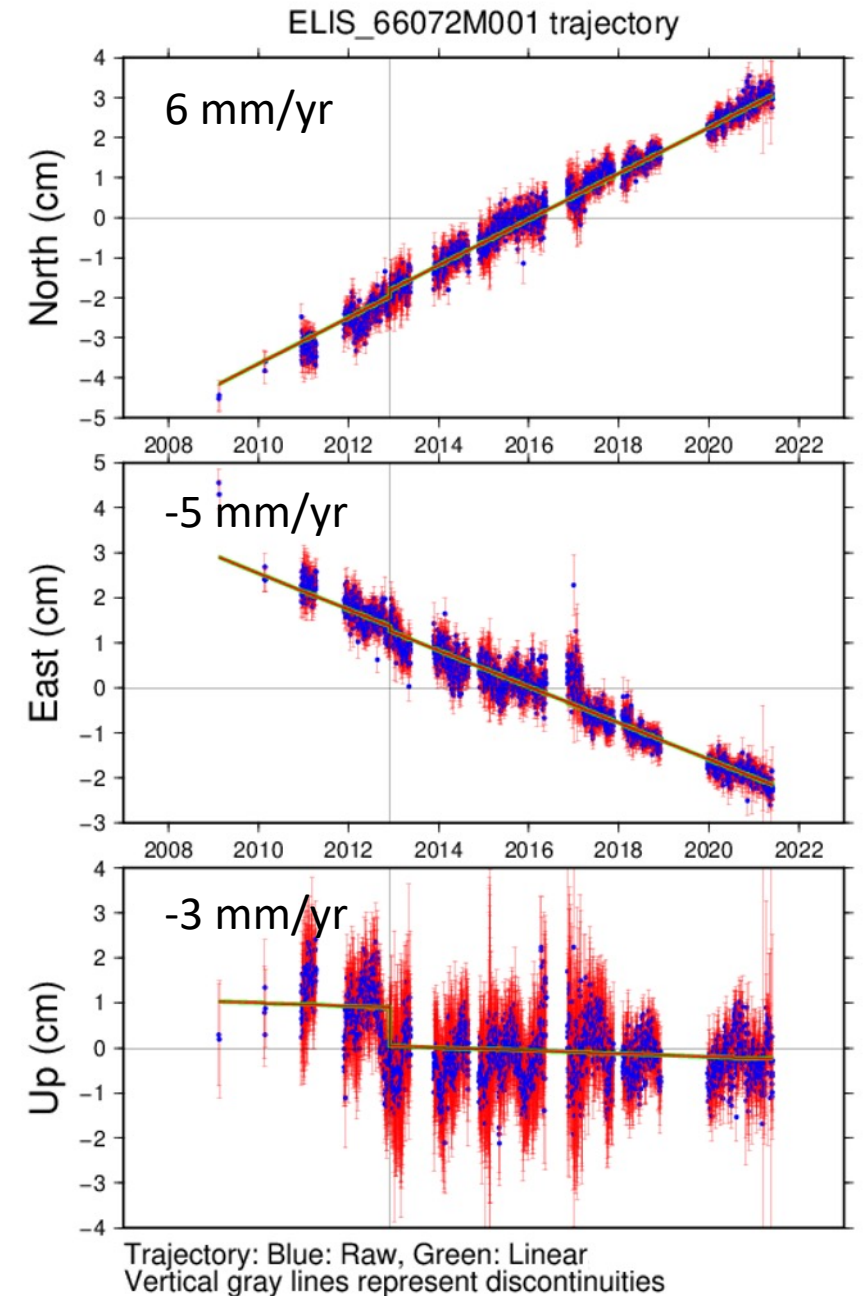 ELIS_66072M001 trajectory
4
3
2
1
0
−1
−2
−3
−4
−5
North (cm)
6 mm/yr
2008 2010 2012 2014 2016 2018 2020 2022
5
4
3
2
1
0
−1
−2
−3
East (cm)
-5 mm/yr
2008 2010 2012 2014 2016 2018 2020 2022
4
3
2
1
0
−1
−2
−3
−4
Up (cm)
-3 mm/yr
Trajectory: Blue: Raw, Green: Linear
Vertical gray lines represent discontinuities